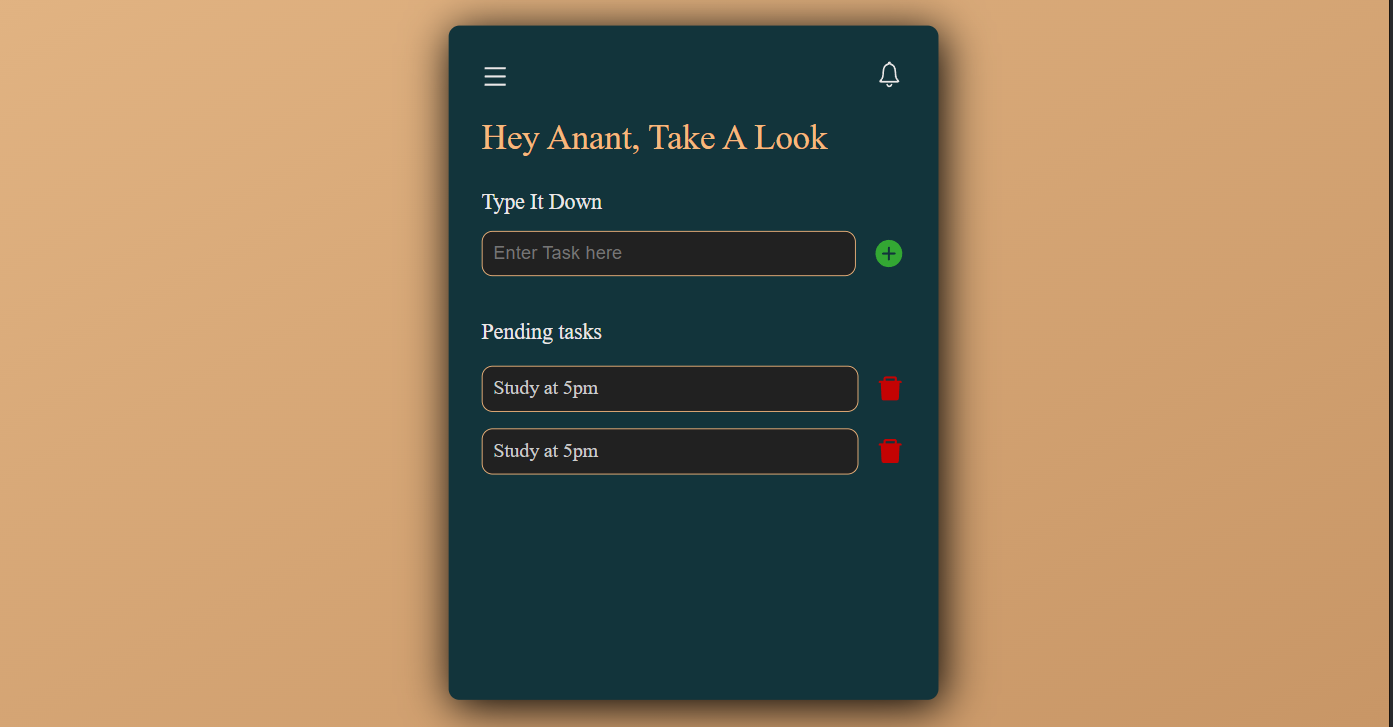 Hey Anant, Take A Look
Type It Down
Enter Task here
Pending tasks
Study at 5pm
Study at 5pm